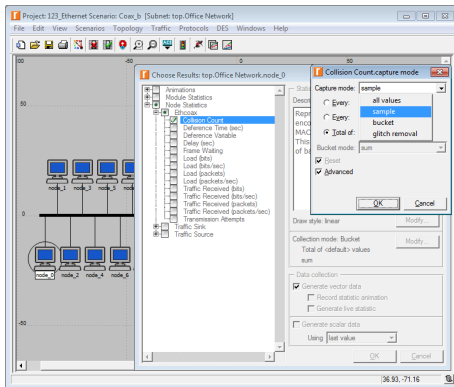 Project: 123_Ethernet Scenario: Coax_b [Subnet: top.Office Network]
File Edit View Scenarios Topology Traffic Protocols DES Windows Help
-50
0
50
50
0
-50
node_1
node_3
node_5
node_0
node_2
node_4
node_6
Choose Results: top.Office Network.node_0
Animations
Module Statistics
Node Statistics
Ethcoax
Collision Count
Deference Time (sec)
Deference Variable
Delay (sec)
Frame Waiting
Load (bits)
Load (bits/sec)
Load (packets)
Load (packets/sec)
Traffic Received (bits)
Traffic Received (bits/sec)
Traffic Received (packets)
Traffic Received (packets/sec)
Transmission Attempts
Traffic Sink
Traffic Source
Draw style: linear
Modify...
Collection mode: Bucket
Modify...
Total of <default> values
sum
Data collection
Generate vector data
Record statistic animation
Generate live statistic
Generate scalar data
Using last value
OK Cancel
Collision Count.capture mode
Capture mode: sample
Every:
Every:
Total of:
all values
sample
bucket
glitch removal
Bucket mode: sum
Reset
Advanced
OK Cancel
36.93, -71.16